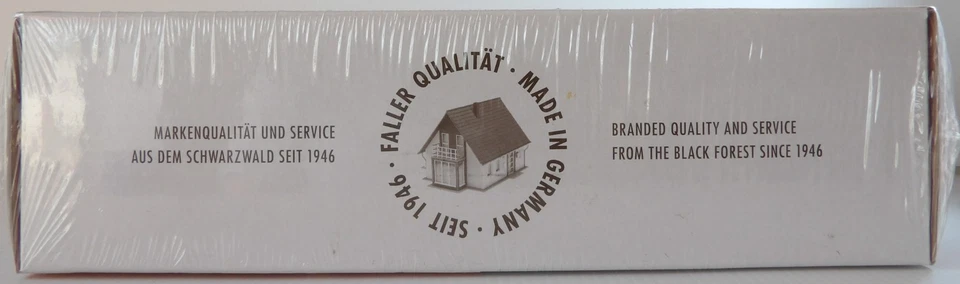 MARKENQUALITÄT UND SERVICE
AUS DEM SCHWARZWALD SEIT 1946
FALLER QUALITÄT · MADE IN GERMANY · SEIT 1946 ·
BRANDED QUALITY AND SERVICE
FROM THE BLACK FOREST SINCE 1946